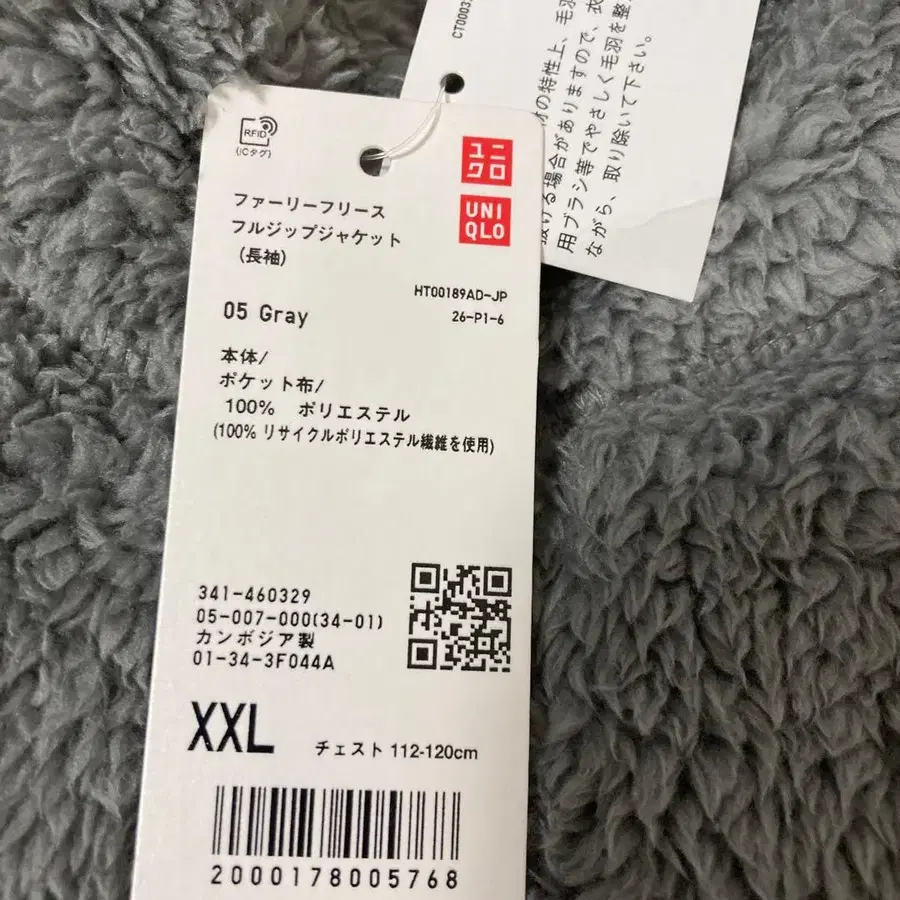 RFID
(ICタグ)
ユニ
クロ
UNI
QLO
ファーリーフリース
フルジップジャケット
(長袖)
HT00189AD-JP
26-P1-6
05 Gray
本体/
ポケット布/
100% ポリエステル
(100% リサイクルポリエステル繊維を使用)
341-460329
05-007-000(34-01)
カンボジア製
01-34-3F044A
XXL
チェスト 112-120cm
2000178005768
CT0003
の特性上、毛羽
抜ける場合がありますので、衣
用ブラシ等でやさしく毛羽を整え
ながら、取り除いて下さい。